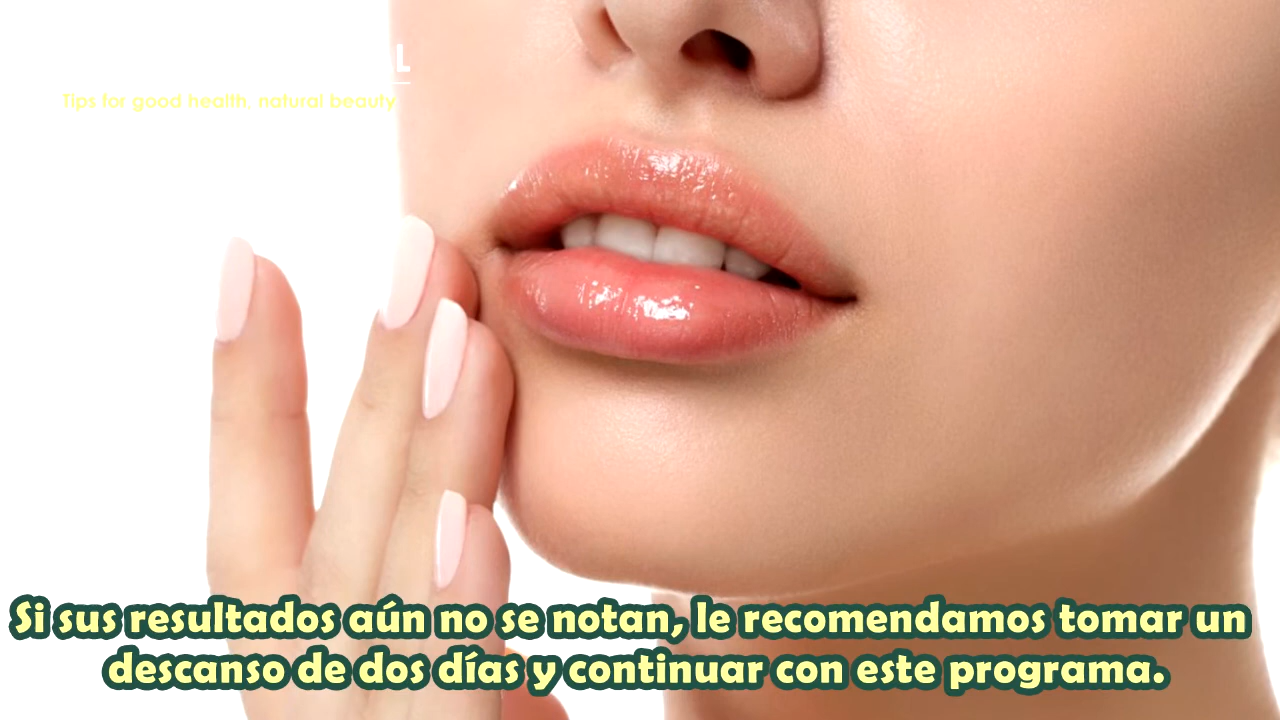 Tips for good health, natural beauty
Si sus resultados aún no se notan, le recomendamos tomar un
descanso de dos días y continuar con este programa.